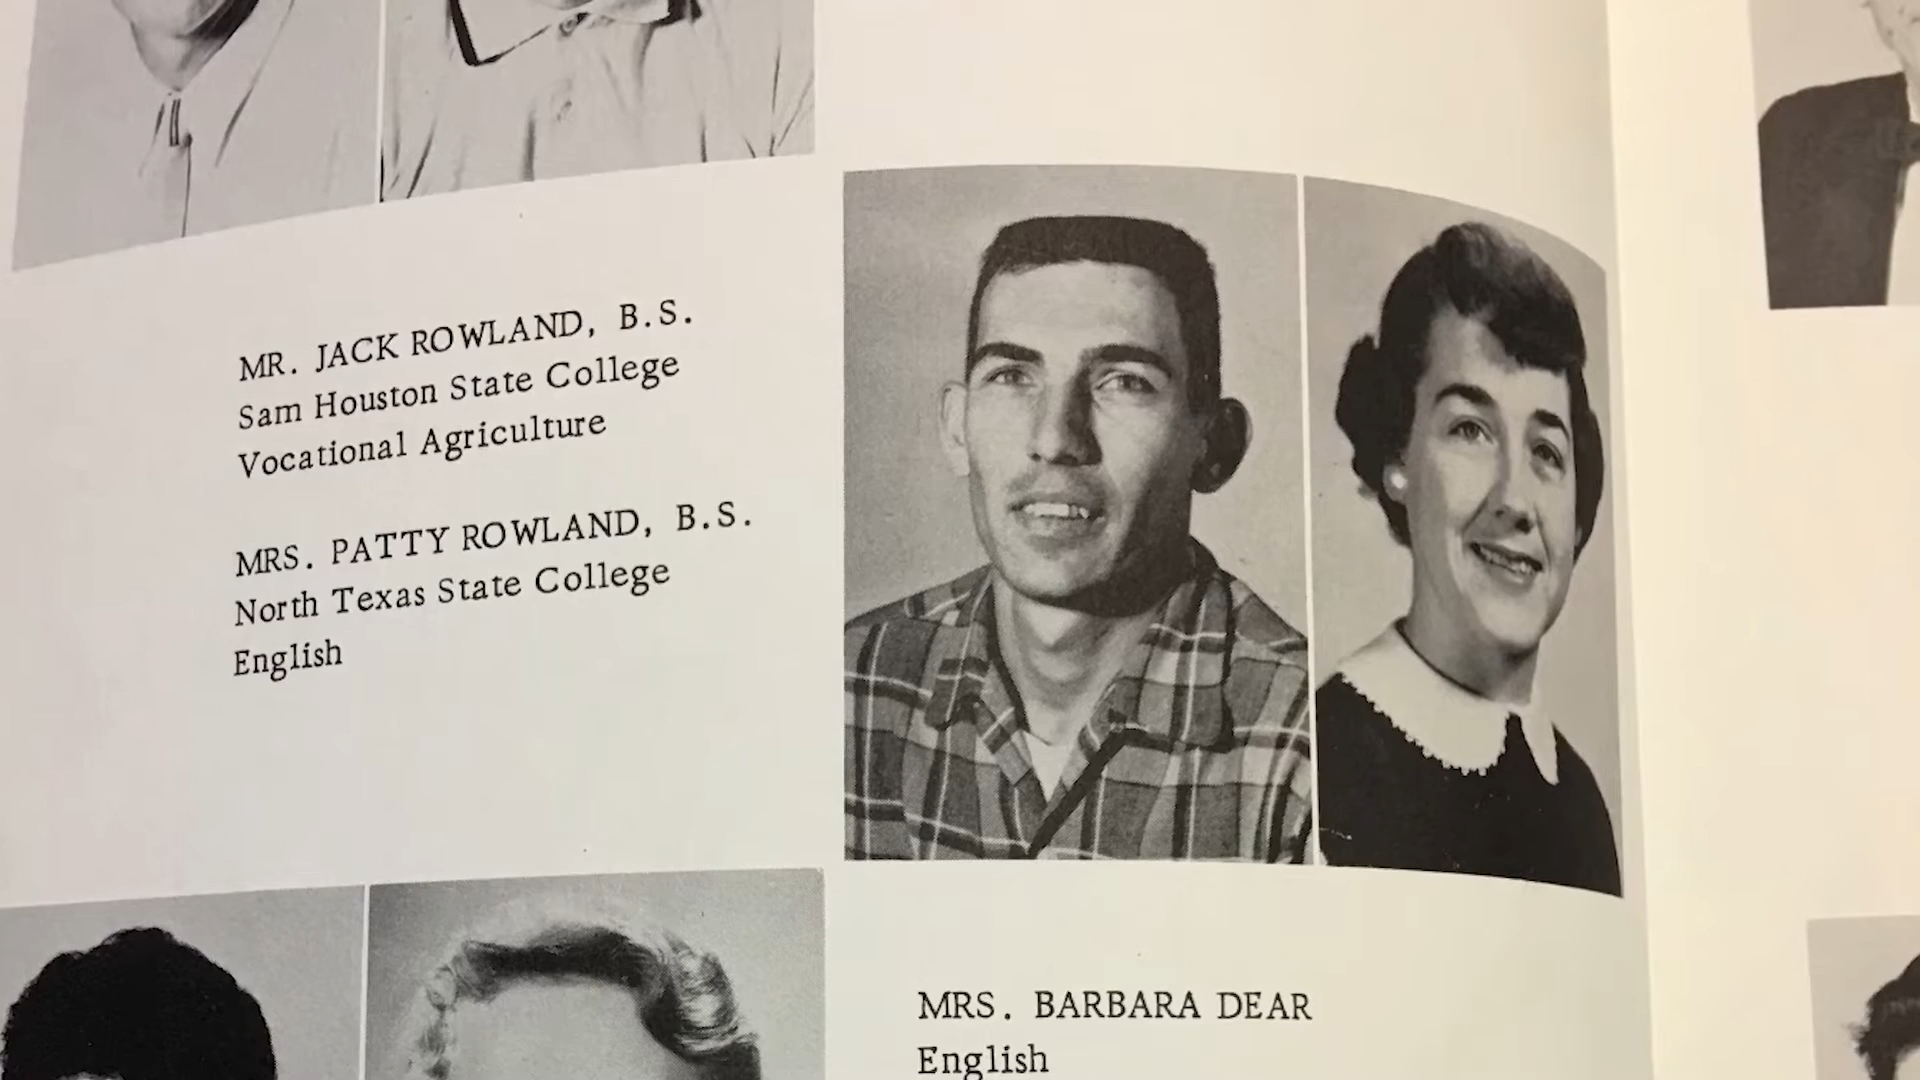 MR. JACK ROWLAND, B.S.
Sam Houston State College
Vocational Agriculture
MRS. PATTY ROWLAND, B.S.
North Texas State College
English
MRS. BARBARA DEAR
English